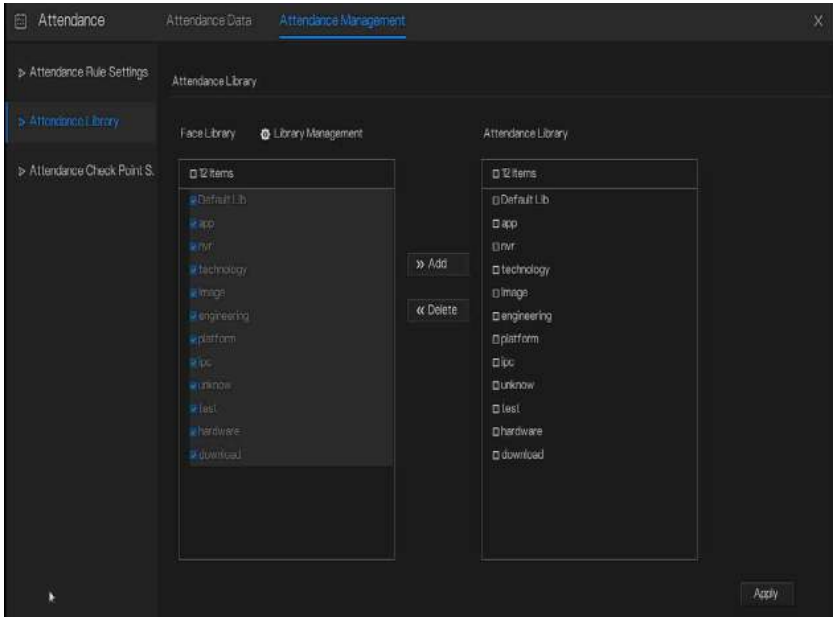 Attendance Attendance Data Attendance Management X
Attendance Rule Settings
Attendance Library
Attendance Check Point S.
Attendance Library
Face Library Library Management Attendance Library
12 Items
Default Lib
app
nvr
technology
Image
engineering
platform
ipc
unknow
test
hardware
download
» Add
« Delete
12 Items
Default Lib
app
nvr
technology
Image
engineering
platform
ipc
unknow
test
hardware
download
Apply